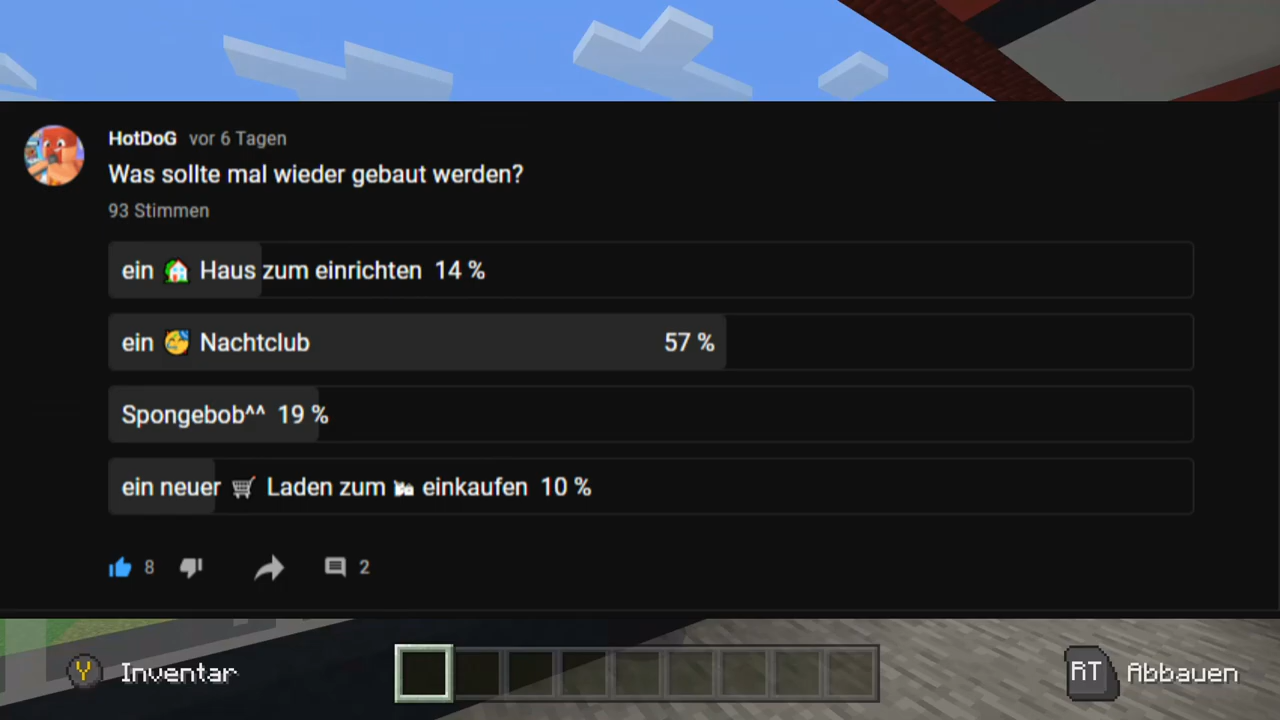 HotDoG vor 6 Tagen
Was sollte mal wieder gebaut werden?
93 Stimmen
ein 🏡 Haus zum einrichten 14 %
ein 🥳 Nachtclub 57 %
Spongebob^^ 19 %
ein neuer 🛒 Laden zum 🛍 einkaufen 10 %
8 2
Y Inventar RT Abbauen